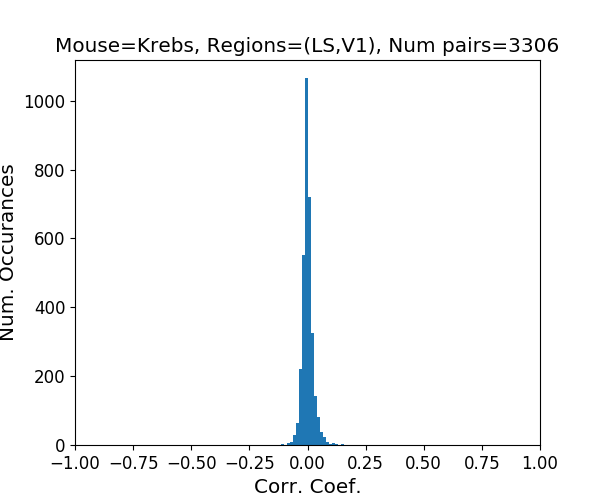 Mouse=Krebs, Regions=(LS,V1), Num pairs=3306
1000
800
600
400
200
0
Num. Occurances
−1.00 −0.75 −0.50 −0.25 0.00 0.25 0.50 0.75 1.00
Corr. Coef.